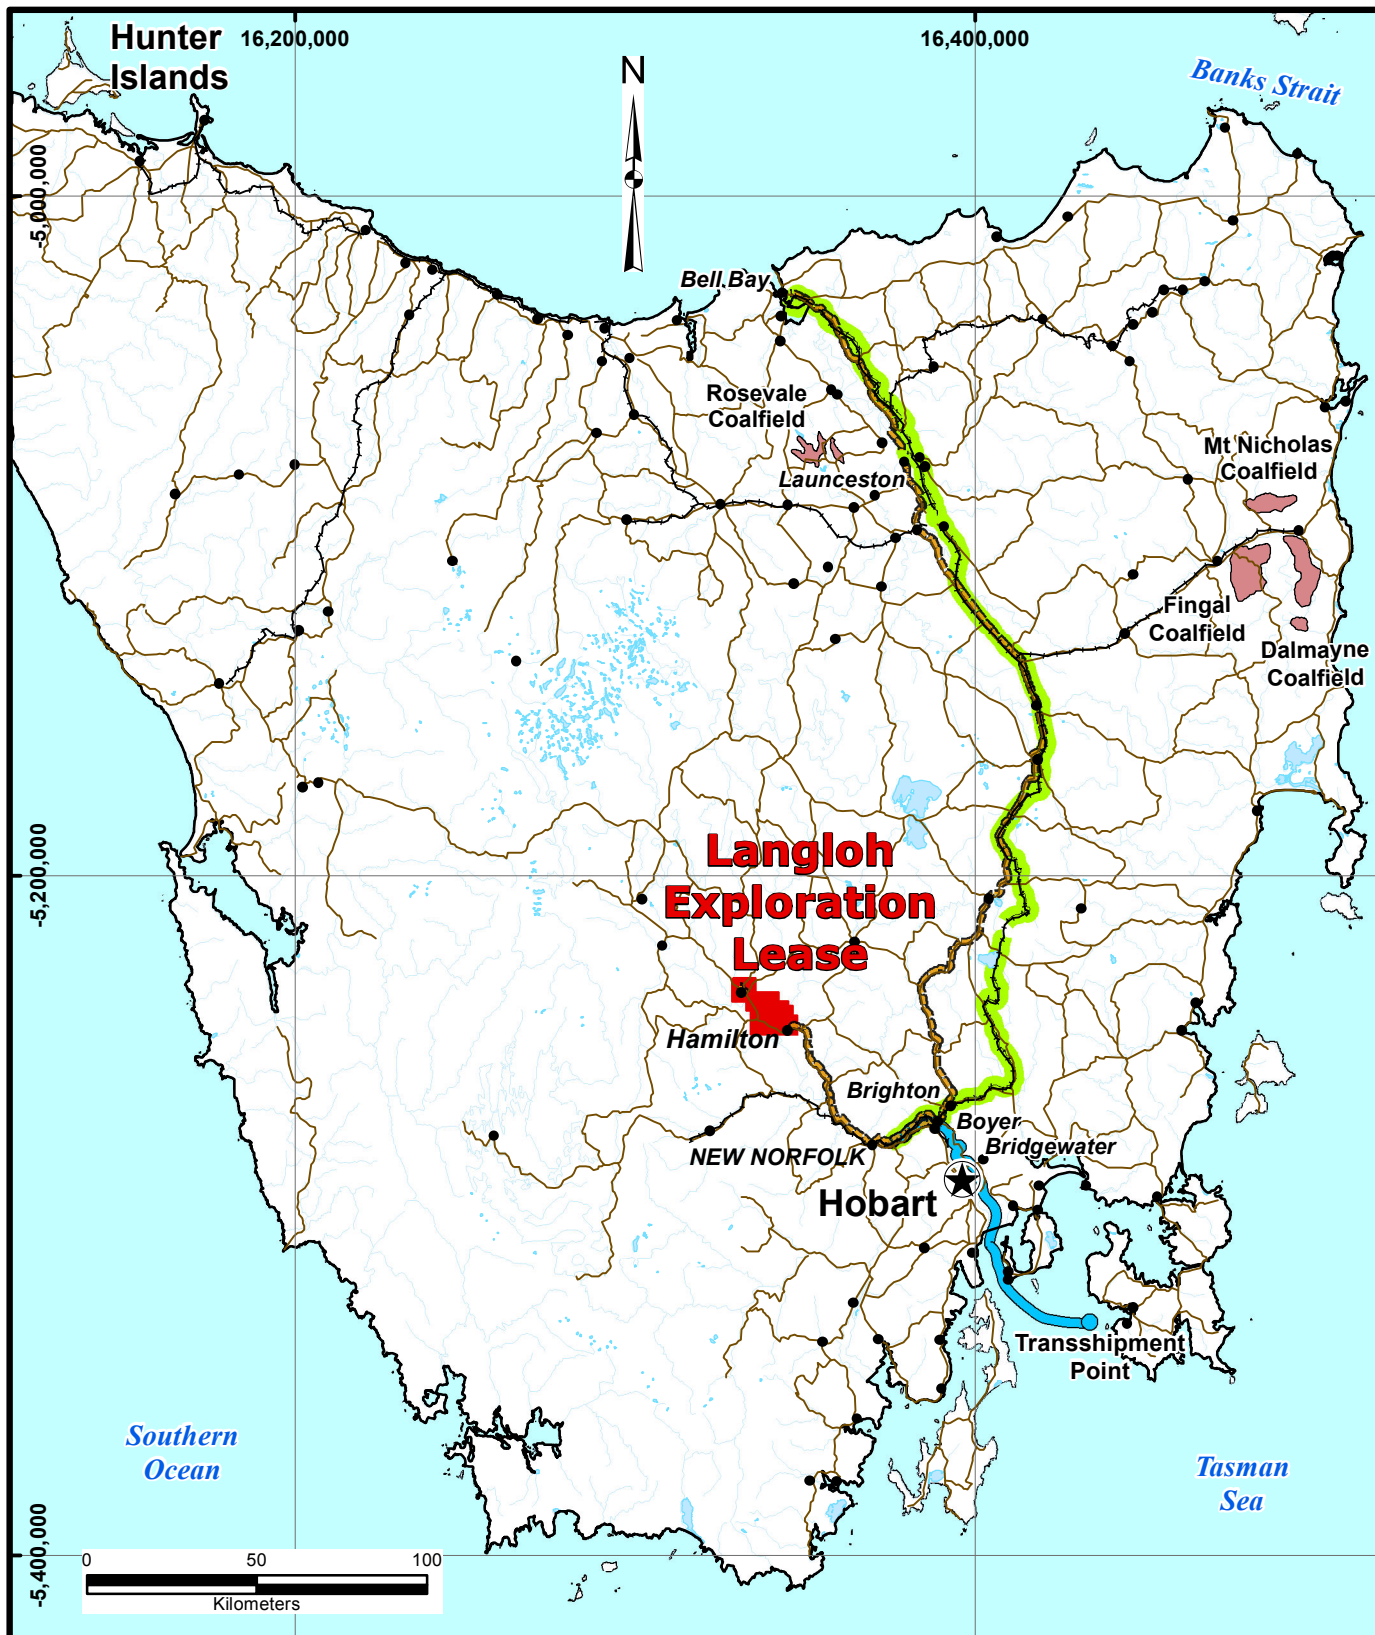 Hunter
Islands
16,200,000
16,400,000
N
Banks Strait
-5,000,000
Bell Bay
Rosevale
Coalfield
Mt Nicholas
Coalfield
Launceston
Fingal
Coalfield
Dalmayne
Coalfield
-5,200,000
Langloh
Exploration
Lease
Hamilton
Brighton
Boyer
Bridgewater
NEW NORFOLK
Hobart
Transshipment
Point
Southern
Ocean
Tasman
Sea
-5,400,000
0 50 100
Kilometers